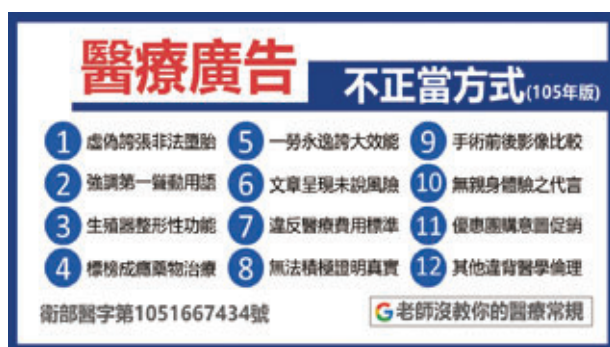 醫療廣告
不正當方式(105年版)
1 虛偽誇張非法墮胎
2 強調第一聳動用語
3 生殖器整形性功能
4 標榜成癮藥物治療
5 一勞永逸誇大效能
6 文章呈現未說風險
7 違反醫療費用標準
8 無法積極證明真實
9 手術前後影像比較
10 無親身體驗之代言
11 優惠團購意圖促銷
12 其他違背醫學倫理
衛部醫字第1051667434號
G老師沒教你的醫療常規